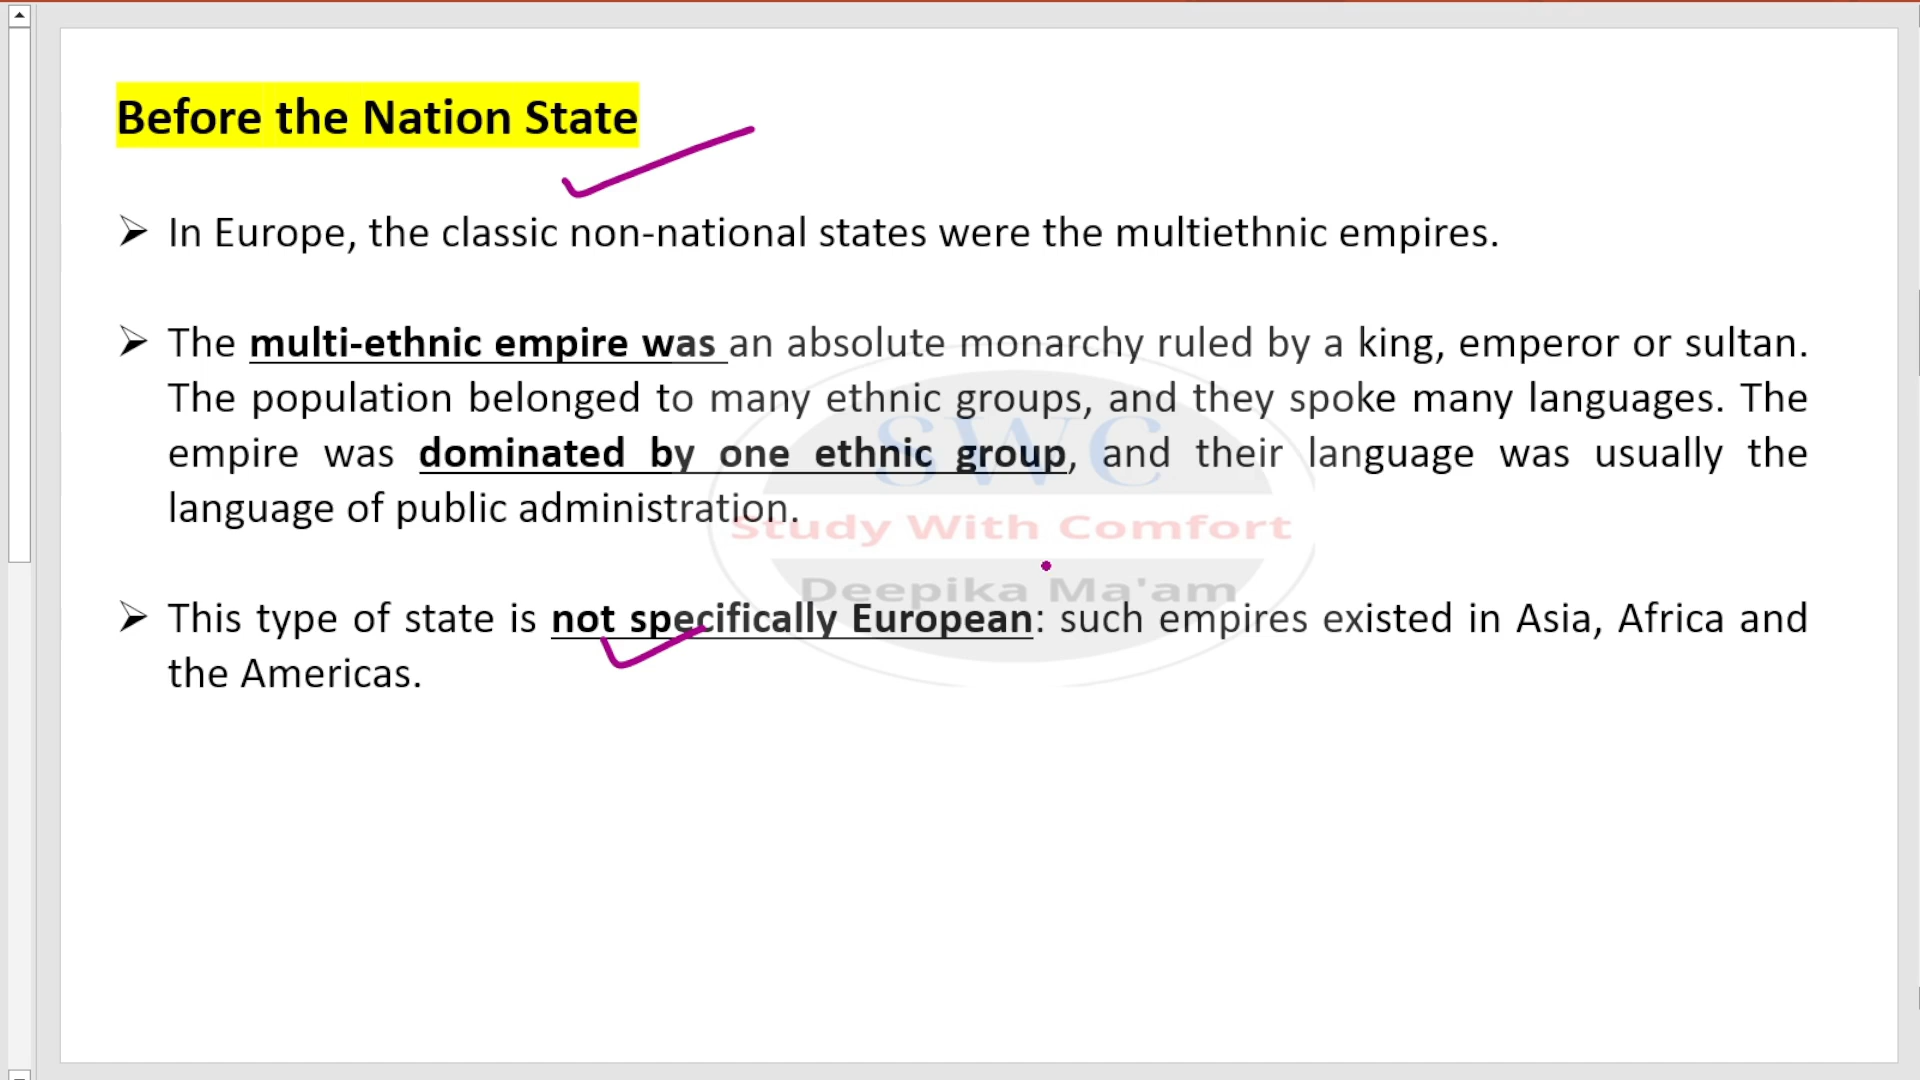 Before the Nation State
➢ In Europe, the classic non-national states were the multiethnic empires.
➢ The multi-ethnic empire was an absolute monarchy ruled by a king, emperor or sultan.
The population belonged to many ethnic groups, and they spoke many languages. The
empire was dominated by one ethnic group, and their language was usually the
language of public administration.
SWC
Study With Comfort
Deepika Ma'am
➢ This type of state is not specifically European: such empires existed in Asia, Africa and
the Americas.